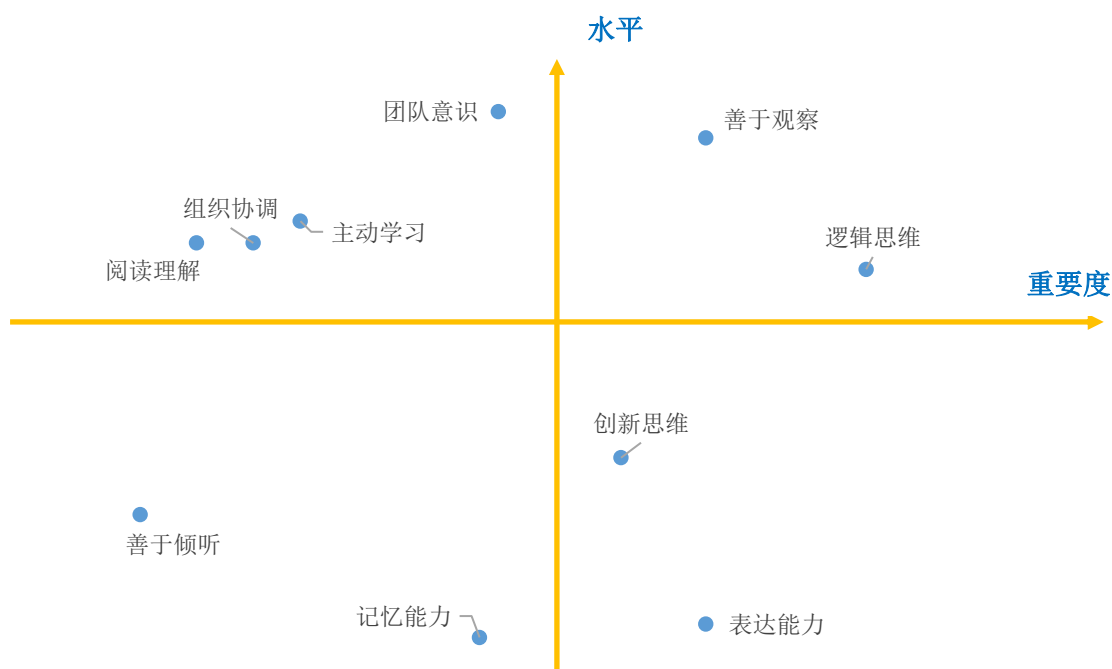 水平
团队意识
善于观察
组织协调
主动学习
逻辑思维
阅读理解
重要度
创新思维
善于倾听
记忆能力
表达能力